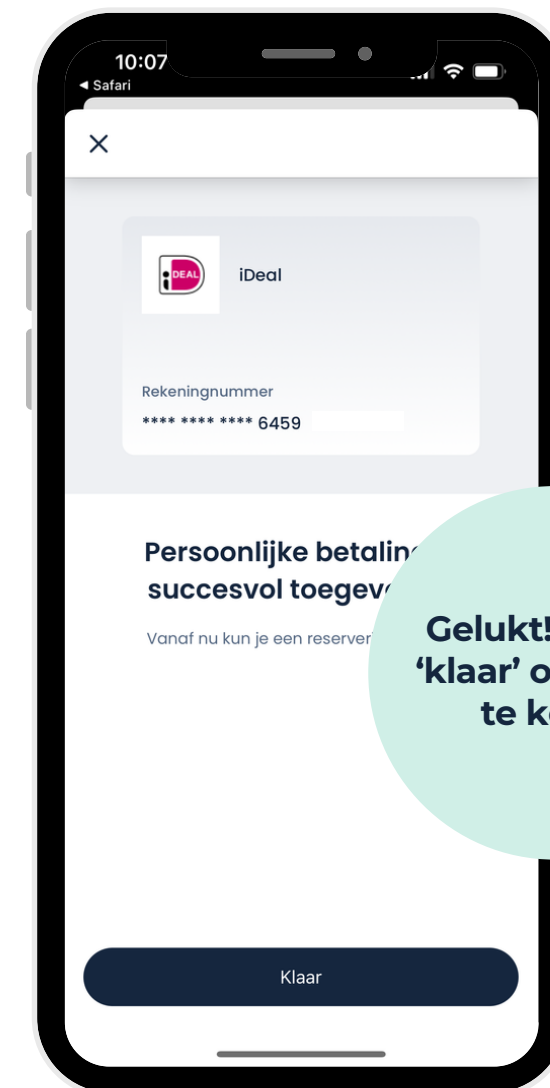 10:07
◀ Safari
iDEAL
iDeal
Rekeningnummer
**** **** **** 6459
Persoonlijke betaling
succesvol toegev
Vanaf nu kun je een reserver
Gelukt!
‘klaar’ o
te k
Klaar